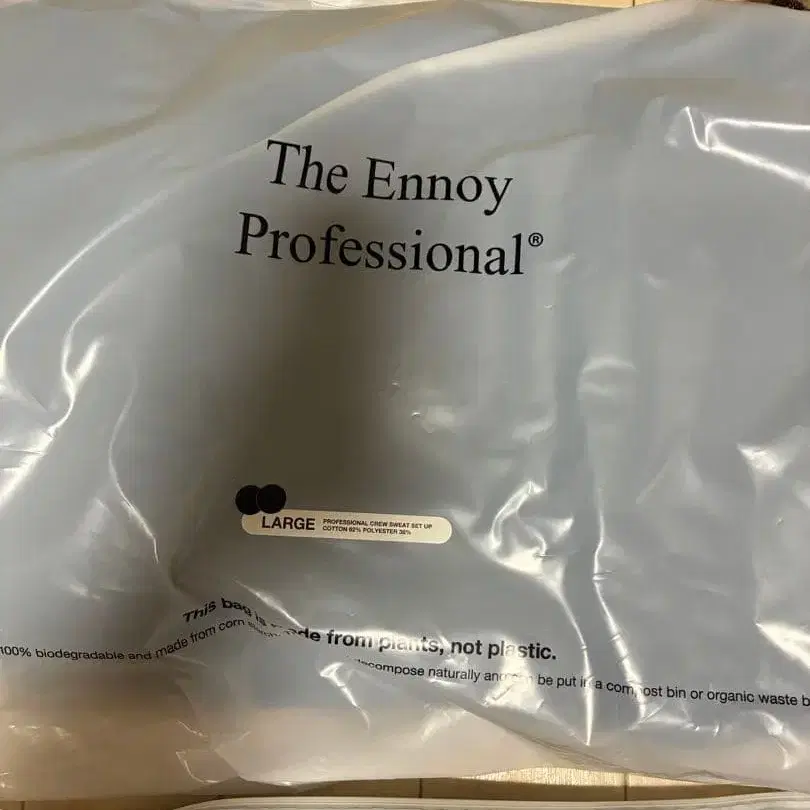 The Ennoy
Professional®
LARGE PROFESSIONAL CREW SWEAT SET UP
COTTON 62% POLYESTER 38%
This bag is made from plants, not plastic.
100% biodegradable and made from corn
decompose naturally and can be put in a compost bin or organic waste b